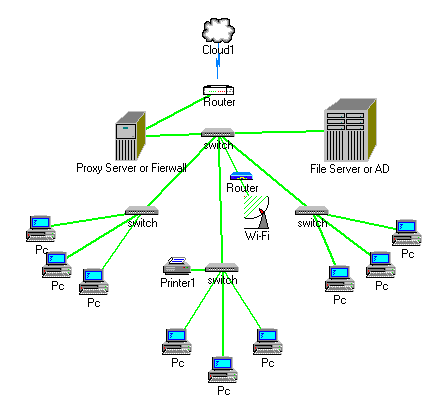 Cloud1
Router
switch
Proxy Server or Fierwall
File Server or AD
Router
switch
switch
Wi-Fi
Pc
Pc
Pc
Pc
Pc
Pc
Printer1
switch
Pc
Pc
Pc